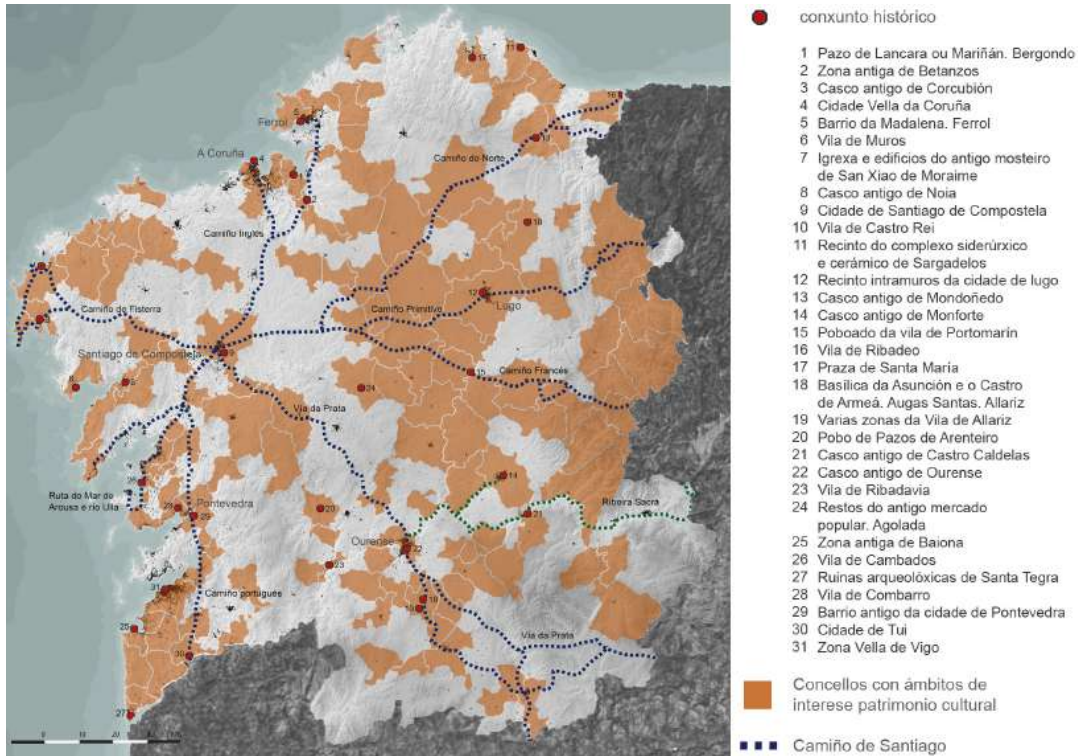 conxunto histórico
1 Pazo de Lancara ou Mariñán. Bergondo
2 Zona antiga de Betanzos
3 Casco antigo de Corcubión
4 Cidade Vella da Coruña
5 Barrio da Madalena. Ferrol
6 Vila de Muros
7 Igrexa e edificios do antigo mosteiro
de San Xiao de Moraime
8 Casco antigo de Noia
9 Cidade de Santiago de Compostela
10 Vila de Castro Rei
11 Recinto do complexo siderúrxico
e cerámico de Sargadelos
12 Recinto intramuros da cidade de lugo
13 Casco antigo de Mondoñedo
14 Casco antigo de Monforte
15 Poboado da vila de Portomarín
16 Vila de Ribadeo
17 Praza de Santa María
18 Basílica da Asunción e o Castro
de Armeá. Augas Santas. Allariz
19 Varias zonas da Vila de Allariz
20 Pobo de Pazos de Arenteiro
21 Casco antigo de Castro Caldelas
22 Casco antigo de Ourense
23 Vila de Ribadavia
24 Restos do antigo mercado
popular. Agolada
25 Zona antiga de Baiona
26 Vila de Cambados
27 Ruinas arqueolóxicas de Santa Tegra
28 Vila de Combarro
29 Barrio antigo da cidade de Pontevedra
30 Cidade de Tui
31 Zona Vella de Vigo
Concellos con ámbitos de
interese patrimonio cultural
Camiño de Santiago
Ferrol
A Coruña
Camiño do Norte
Camiño Inglés
Lugo
Camiño Primitivo
Camiño de Fisterra
Santiago de Compostela
Camiño Francés
Vía da Prata
Ruta do Mar de
Arousa e río Ulla
Pontevedra
Ribeira Sacra
Ourense
Camiño portugués
Vía da Prata